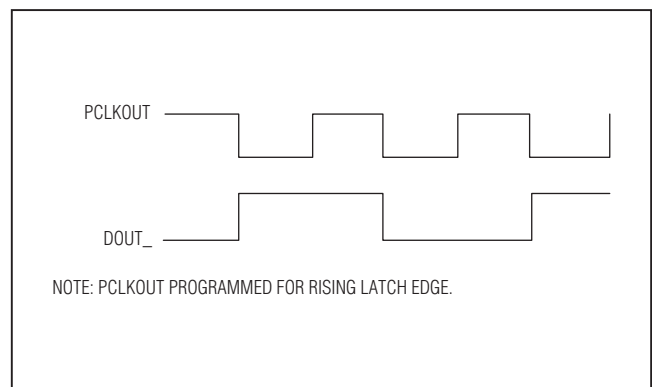 PCLKOUT
DOUT_
NOTE: PCLKOUT PROGRAMMED FOR RISING LATCH EDGE.